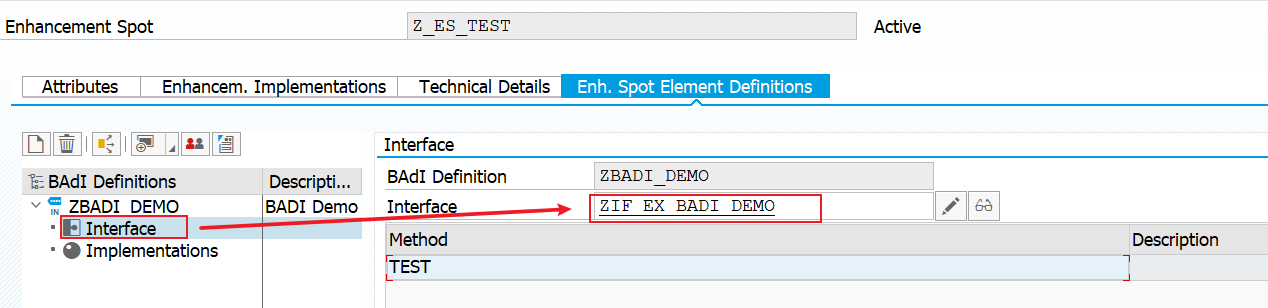 Enhancement Spot Z_ES_TEST Active
Attributes Enhancem. Implementations Technical Details Enh. Spot Element Definitions
Interface
BAdI Definitions Descripti...
BAdI Definition ZBADI_DEMO
IN ZBADI_DEMO BADI Demo
Interface ZIF_EX_BADI_DEMO
Interface
Method Description
Implementations
TEST